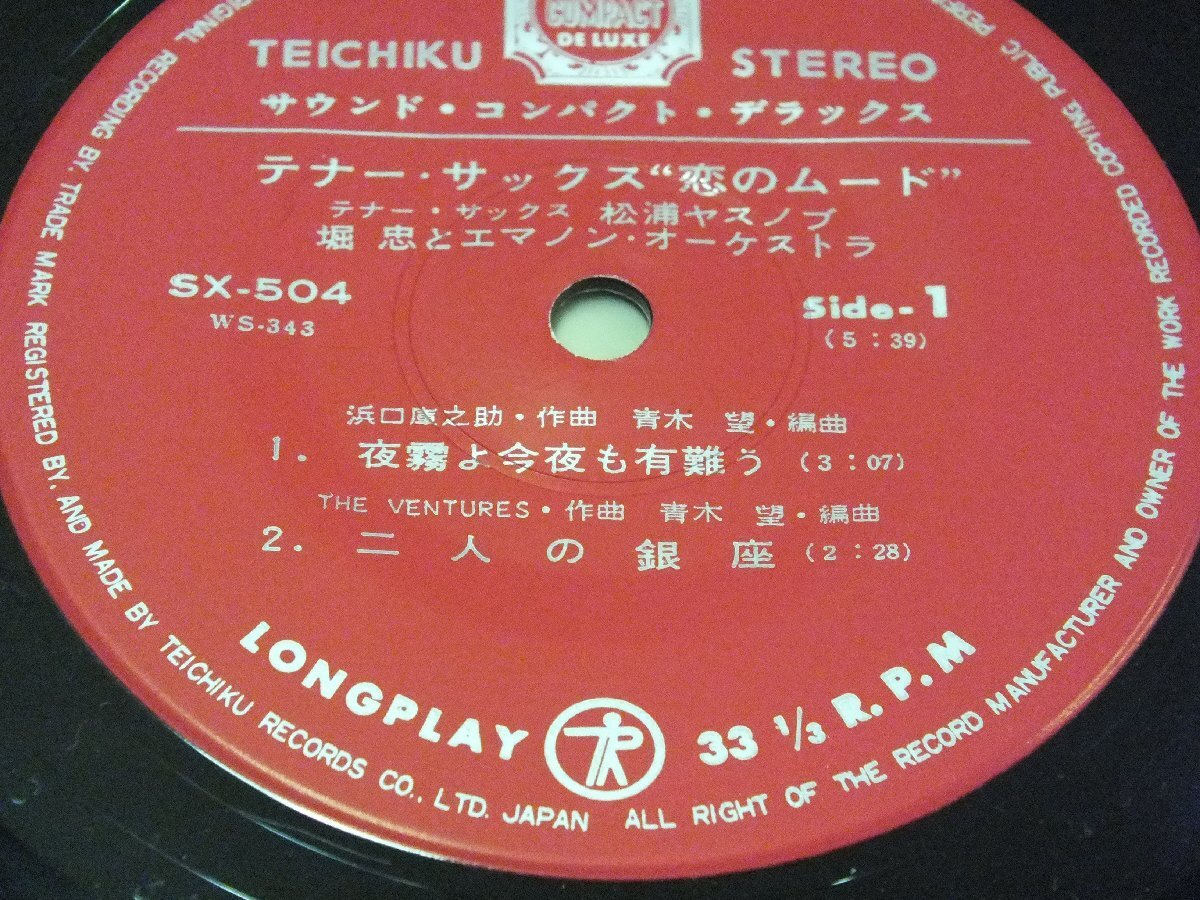 COMPACT
DE LUXE
TEICHIKU STEREO
サウンド・コンパクト・デラックス
テナー・サックス“恋のムード”
テナー・サックス 松浦ヤスノブ
堀 忠とエマノン・オーケストラ
SX-504 Side-1
WS-343 (5:39)
浜口庫之助・作曲 青木 望・編曲
1. 夜霧よ今夜も有難う (3:07)
THE VENTURES・作曲 青木 望・編曲
2. 二人の銀座 (2:28)
LONGPLAY TR 33 1/3 R.P.M
ORIGINAL RECORDING BY. TRADE MARK REGISTERED BY. AND MADE BY TEICHIKU RECORDS CO., LTD. JAPAN
ALL RIGHT OF THE RECORD MANUFACTURER AND OWNER OF THE WORK RECORDED COPYING PUBLIC